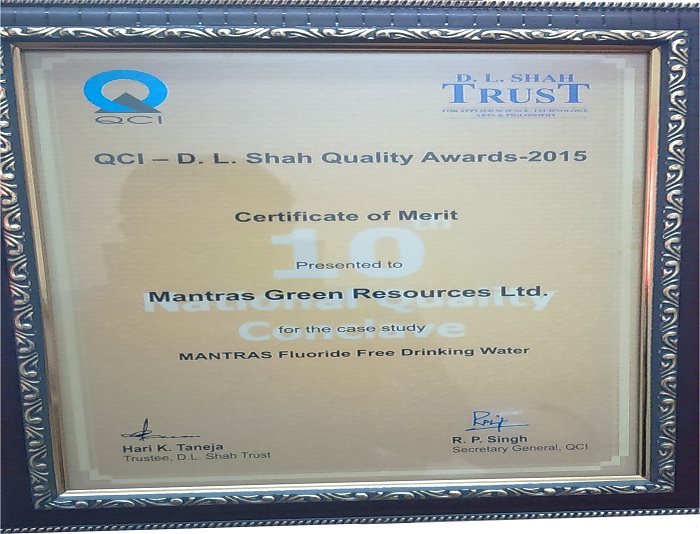 QCI
D. L. SHAH
TRUST
FOR APPLIED SCIENCE, TECHNOLOGY,
ARTS & PHILOSOPHY
QCI – D. L. Shah Quality Awards-2015
Certificate of Merit
10th
Presented to
Mantras Green Resources Ltd.
National Quality
for the case study
Conclave
MANTRAS Fluoride Free Drinking Water
Hari K. Taneja
Trustee, D.L. Shah Trust
R. P. Singh
Secretary General, QCI